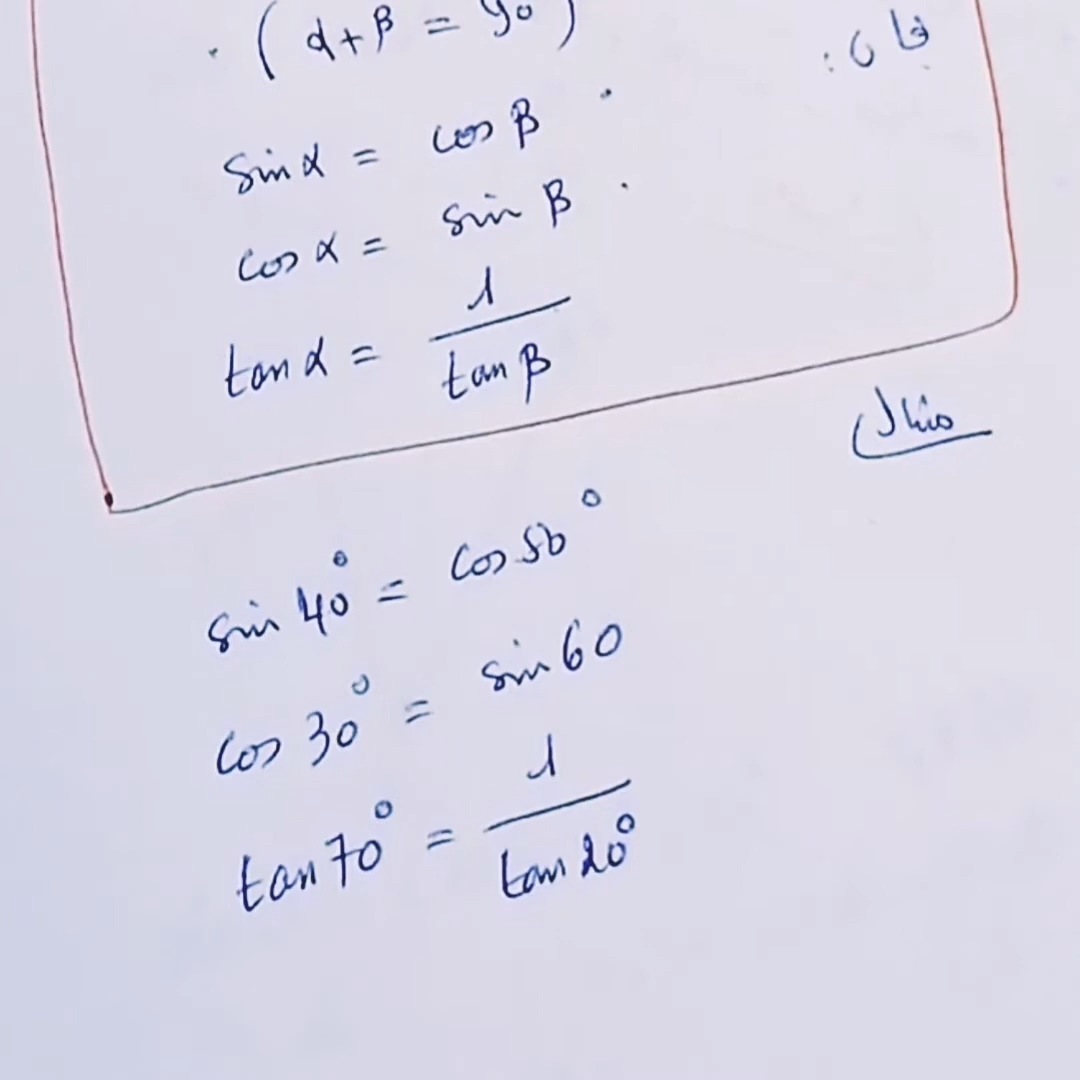 فان :
. ( α+β = 90 )
sin α = cos β .
cos α = sin β .
tan α = 1 / tan β
مثال
sin 40° = cos 50°
cos 30° = sin 60
tan 70° = 1 / tan 20°